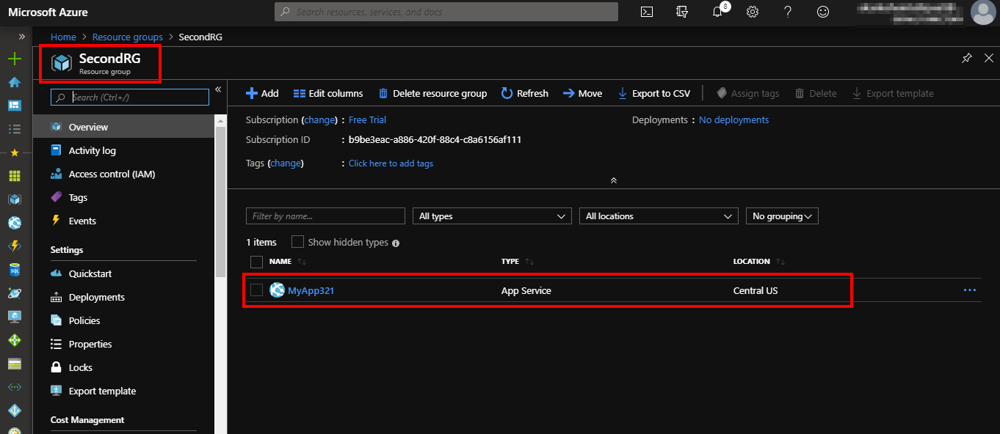 Microsoft Azure
Search resources, services, and docs
8
Home > Resource groups > SecondRG
SecondRG
Resource group
Search (Ctrl+/)
Add Edit columns Delete resource group Refresh Move Export to CSV Assign tags Delete Export template
Subscription (change) : Free Trial
Deployments : No deployments
Subscription ID : b9be3eac-a886-420f-88c4-c8a6156af111
Tags (change) : Click here to add tags
Overview
Activity log
Access control (IAM)
Tags
Events
Settings
Quickstart
Deployments
Policies
Properties
Locks
Export template
Cost Management
Filter by name... All types All locations No grouping
1 items Show hidden types
NAME TYPE LOCATION
MyApp321 App Service Central US
SQL